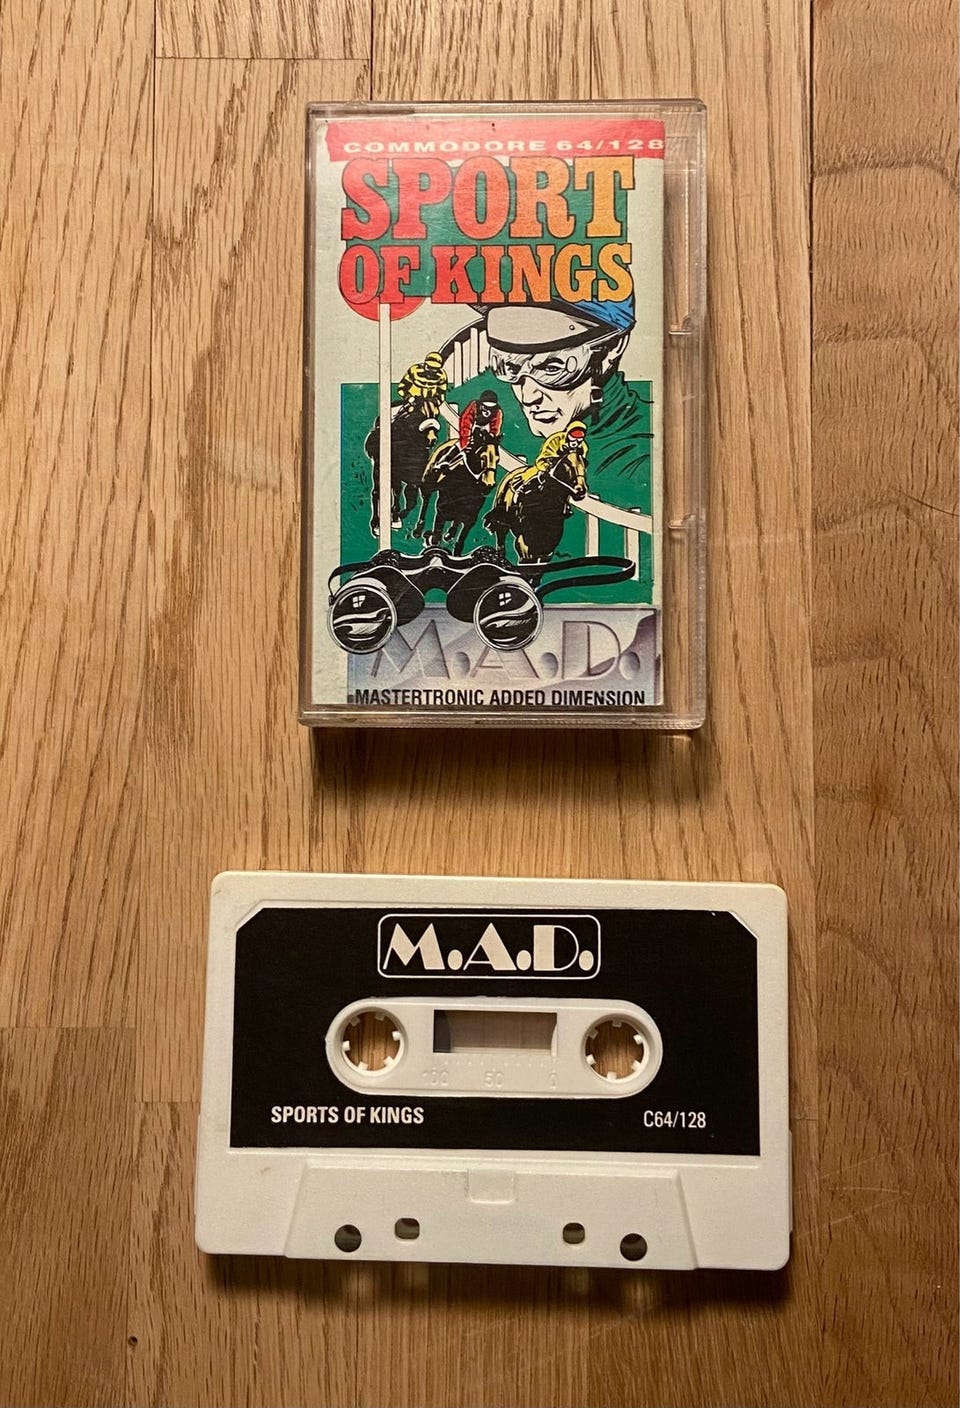 COMMODORE 64/128
SPORT
OF KINGS
M.A.D.
MASTERTRONIC ADDED DIMENSION
M.A.D.
100 50 0
SPORTS OF KINGS
C64/128